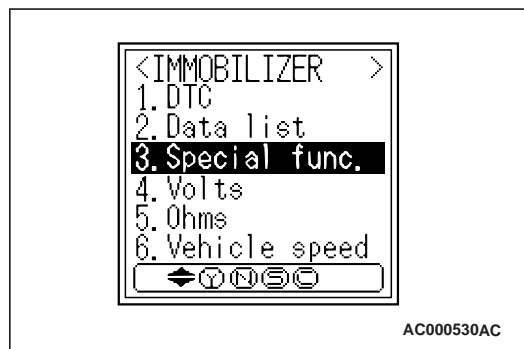 <IMMOBILIZER >
1.DTC
2.Data list
3.Special func.
4.Volts
5.Ohms
6.Vehicle speed
Y N S C
AC000530AC